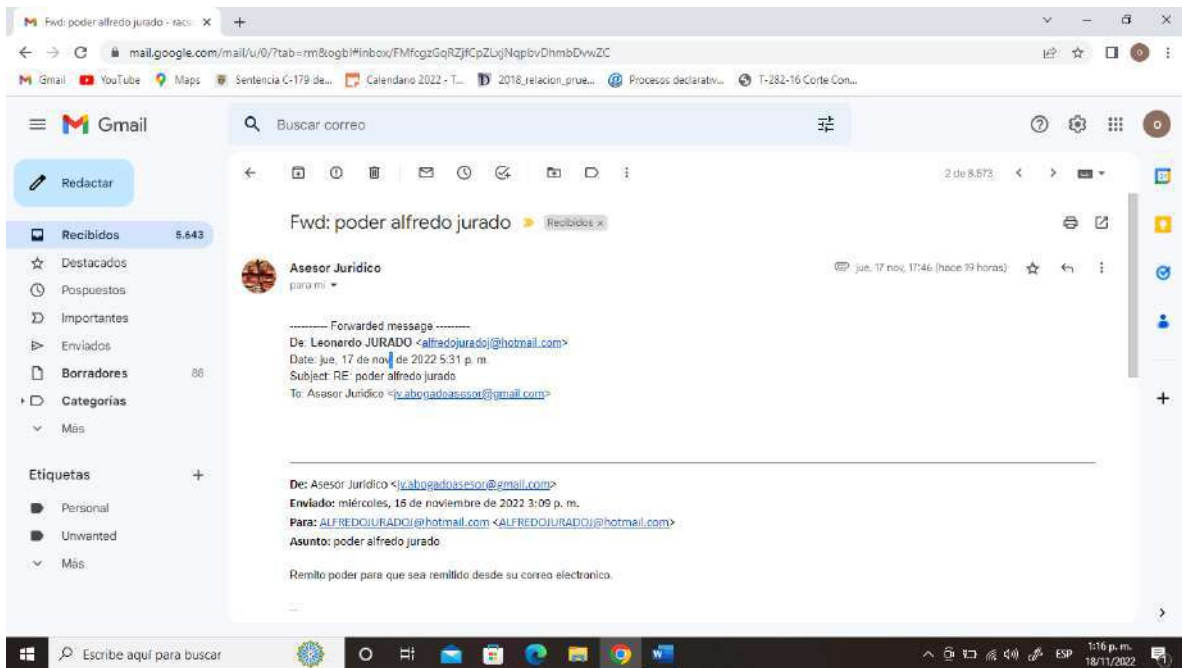 Fwd: poder alfredo jurado - racs
mail.google.com/mail/u/0/?tab=rm&ogbl#inbox/FMfcgzGqRZjfCpZLxjNqplbvDhmbDvwZC
Gmail YouTube Maps Sentencia C-179 de... Calendario 2022 - T... 2018_relacion_prue... Procesos declarativ... T-282-16 Corte Con...
Gmail
Buscar correo
Redactar
2 de 8.573
Fwd: poder alfredo jurado Recibidos x
Recibidos 5.643
Destacados
Pospuestos
Importantes
Enviados
Borradores 88
Categorías
Más
Etiquetas
Personal
Unwanted
Más
Asesor Juridico
jue, 17 nov, 17:46 (hace 19 horas)
para mí
---------- Forwarded message ---------
De: Leonardo JURADO <alfredojuradoj@hotmail.com>
Date: jue, 17 de nov de 2022 5:31 p. m.
Subject: RE: poder alfredo jurado
To: Asesor Juridico <jv.abogadoasesor@gmail.com>
De: Asesor Juridico <jv.abogadoasesor@gmail.com>
Enviado: miércoles, 16 de noviembre de 2022 3:09 p. m.
Para: ALFREDOJURADOJ@hotmail.com <ALFREDOJURADOJ@hotmail.com>
Asunto: poder alfredo jurado
Remito poder para que sea remitido desde su correo electronico.
--
Escribe aquí para buscar
ESP
1:16 p. m.
18/11/2022